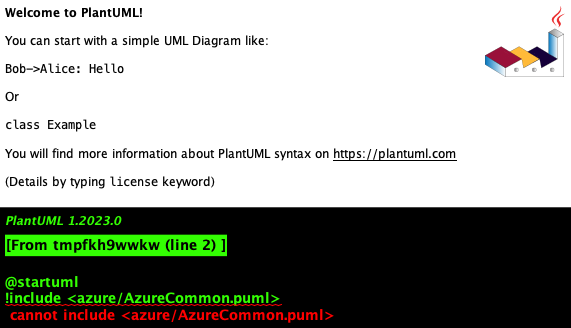 Welcome to PlantUML!
You can start with a simple UML Diagram like:
Bob->Alice: Hello
Or
class Example
You will find more information about PlantUML syntax on https://plantuml.com
(Details by typing license keyword)
PlantUML 1.2023.0
[From tmpfkh9wwkw (line 2) ]
@startuml
!include <azure/AzureCommon.puml>
cannot include <azure/AzureCommon.puml>